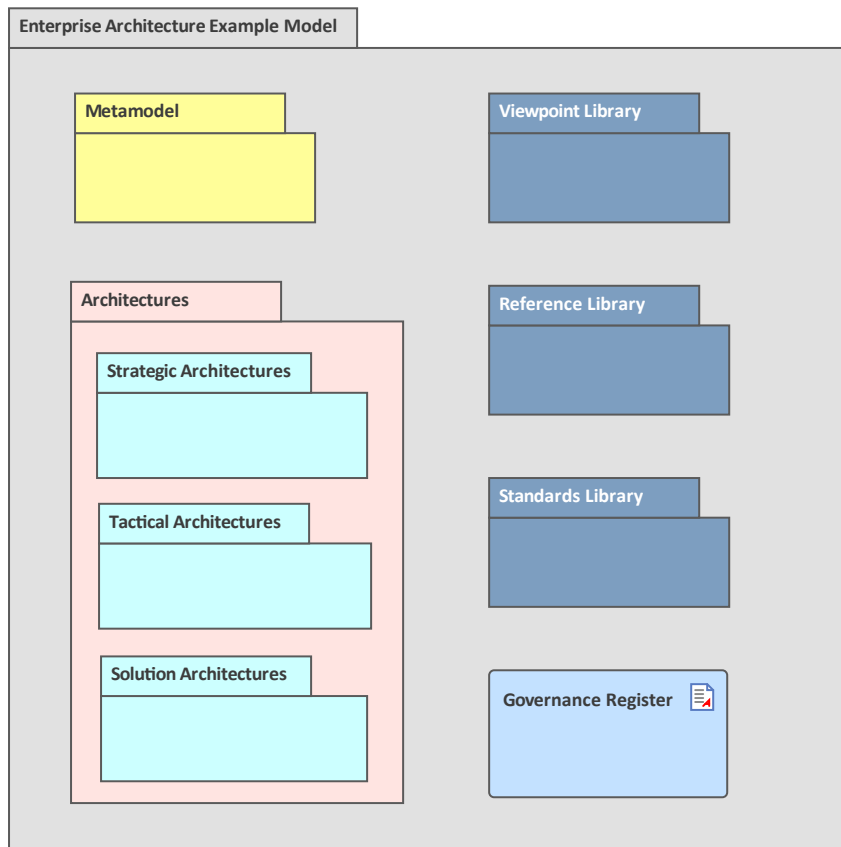 Enterprise Architecture Example Model
Metamodel
Viewpoint Library
Architectures
Reference Library
Strategic Architectures
Standards Library
Tactical Architectures
Solution Architectures
Governance Register